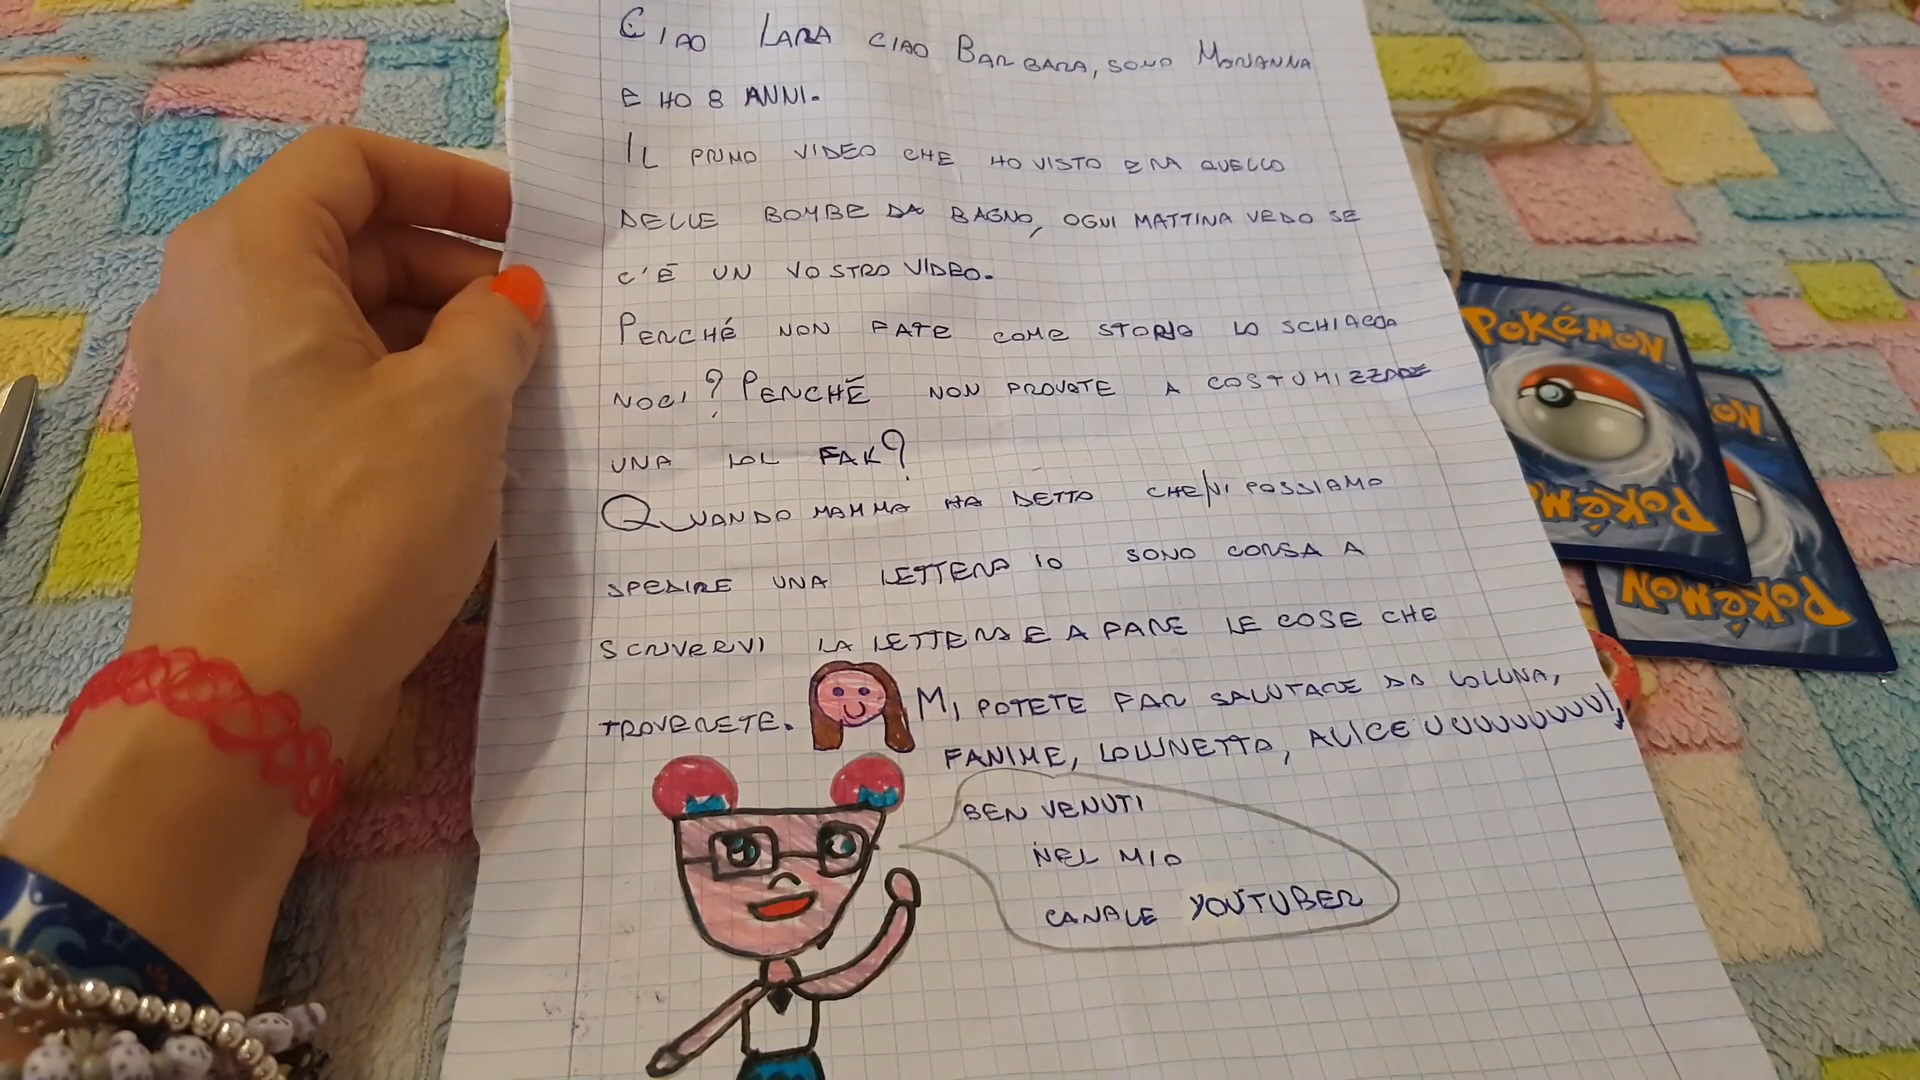 CIAO LARA CIAO BARBARA, SONO MARIANNA
E HO 8 ANNI.
IL PRIMO VIDEO CHE HO VISTO ERA QUELLO
DELLE BOMBE DA BAGNO, OGNI MATTINA VEDO SE
C'È UN VOSTRO VIDEO.
PERCHÉ NON FATE COME STORIA LO SCHIACCIA
NOCI? PERCHÉ NON PROVATE A COSTUMIZZARE
UNA LOL FAK?
QUANDO MAMMA HA DETTO CHE VI POSSIAMO
SPEDIRE UNA LETTERA IO SONO CORSA A
SCRIVERVI LA LETTERA E A FARE LE COSE CHE
TROVERETE. MI POTETE FAR SALUTARE DA LOLUNA,
FANIME, LOLINETTA, ALICE UUUUUUUUU!
BEN VENUTI
NEL MIO
CANALE YOUTUBER
POKÉMON
POKÉMON
POKÉMON